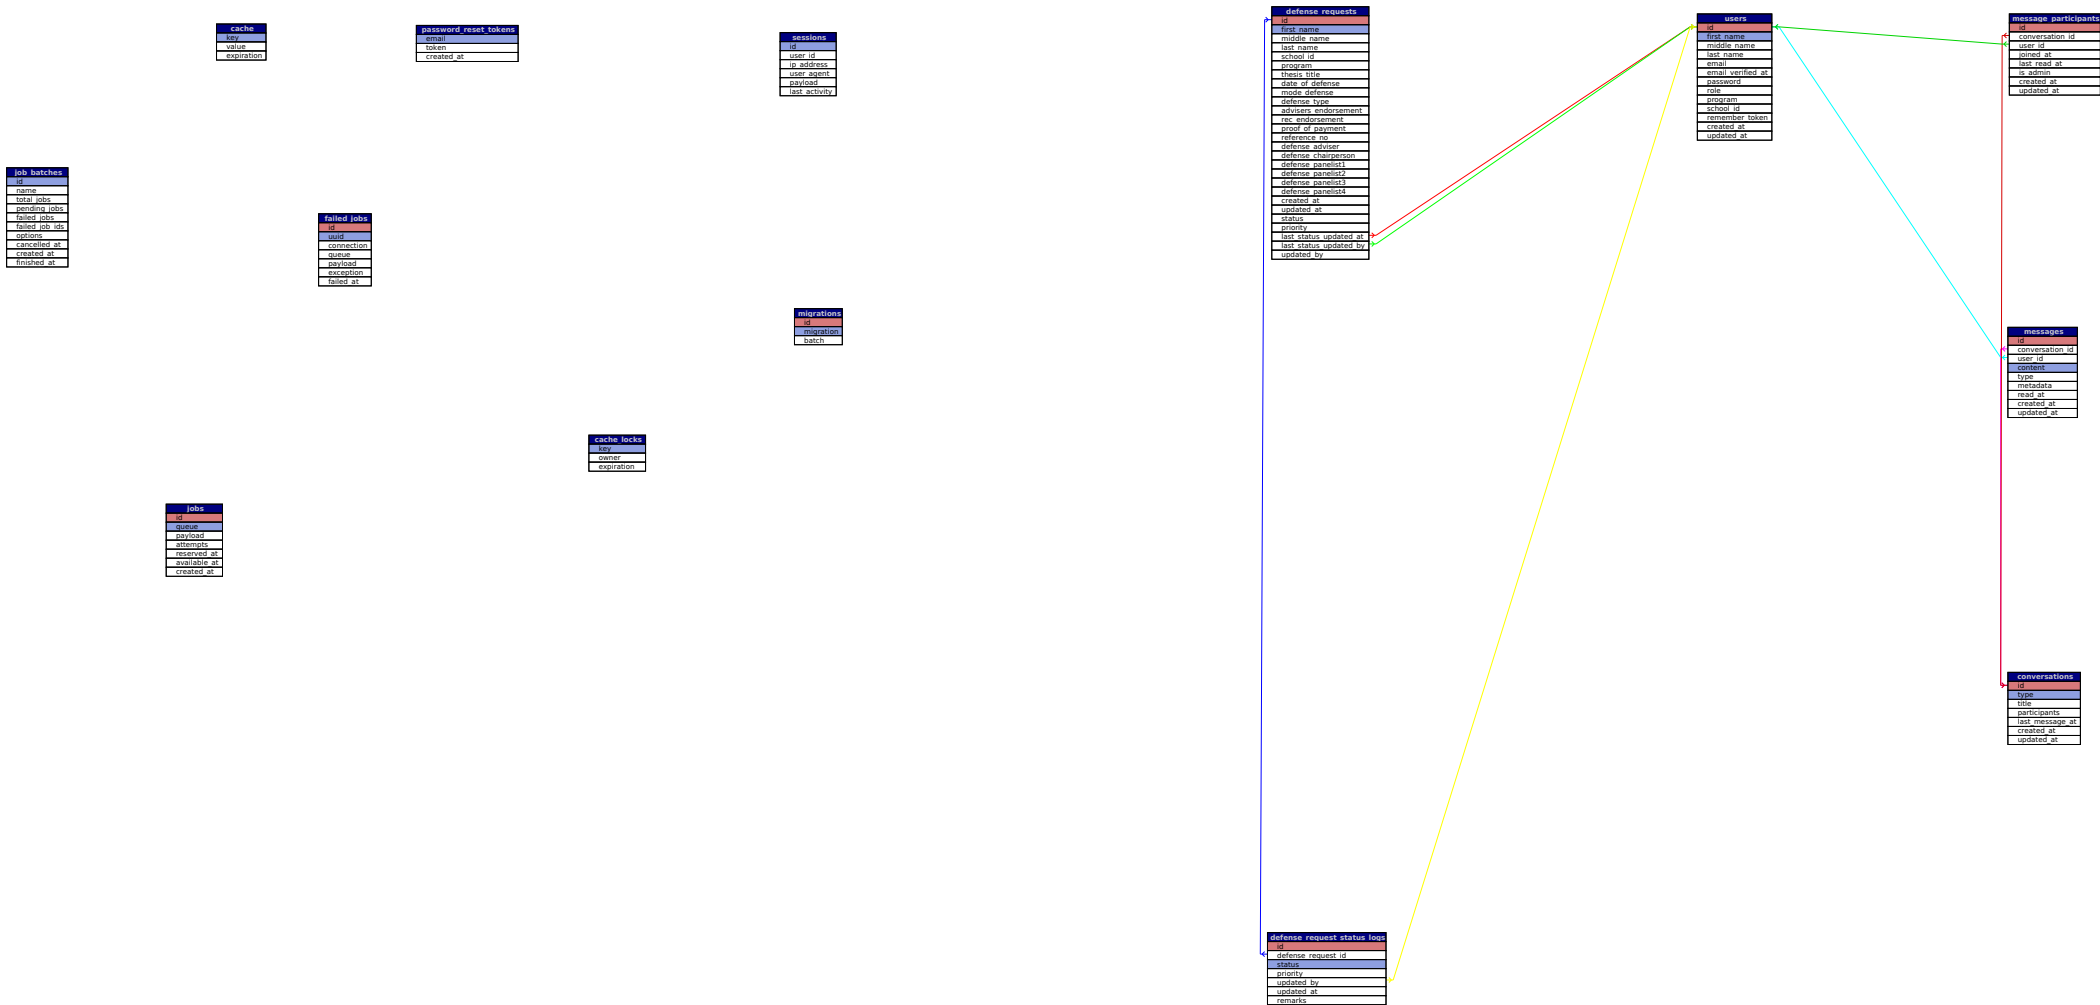 cache
key
value
expiration
password_reset_tokens
email
token
created_at
sessions
id
user_id
ip_address
user_agent
payload
last_activity
job_batches
id
name
total_jobs
pending_jobs
failed_jobs
failed_job_ids
options
cancelled_at
created_at
finished_at
failed_jobs
id
uuid
connection
queue
payload
exception
failed_at
migrations
id
migration
batch
cache_locks
key
owner
expiration
jobs
id
queue
payload
attempts
reserved_at
available_at
created_at
defense_requests
id
first_name
middle_name
last_name
school_id
program
thesis_title
date_of_defense
mode_defense
defense_type
advisers_endorsement
rec_endorsement
proof_of_payment
reference_no
defense_adviser
defense_chairperson
defense_panelist1
defense_panelist2
defense_panelist3
defense_panelist4
created_at
updated_at
status
priority
last_status_updated_at
last_status_updated_by
updated_by
users
id
first_name
middle_name
last_name
email
email_verified_at
password
role
program
school_id
remember_token
created_at
updated_at
message_participants
id
conversation_id
user_id
joined_at
last_read_at
is_admin
created_at
updated_at
messages
id
conversation_id
user_id
content
type
metadata
read_at
created_at
updated_at
conversations
id
type
title
participants
last_message_at
created_at
updated_at
defense_request_status_logs
id
defense_request_id
status
priority
updated_by
updated_at
remarks